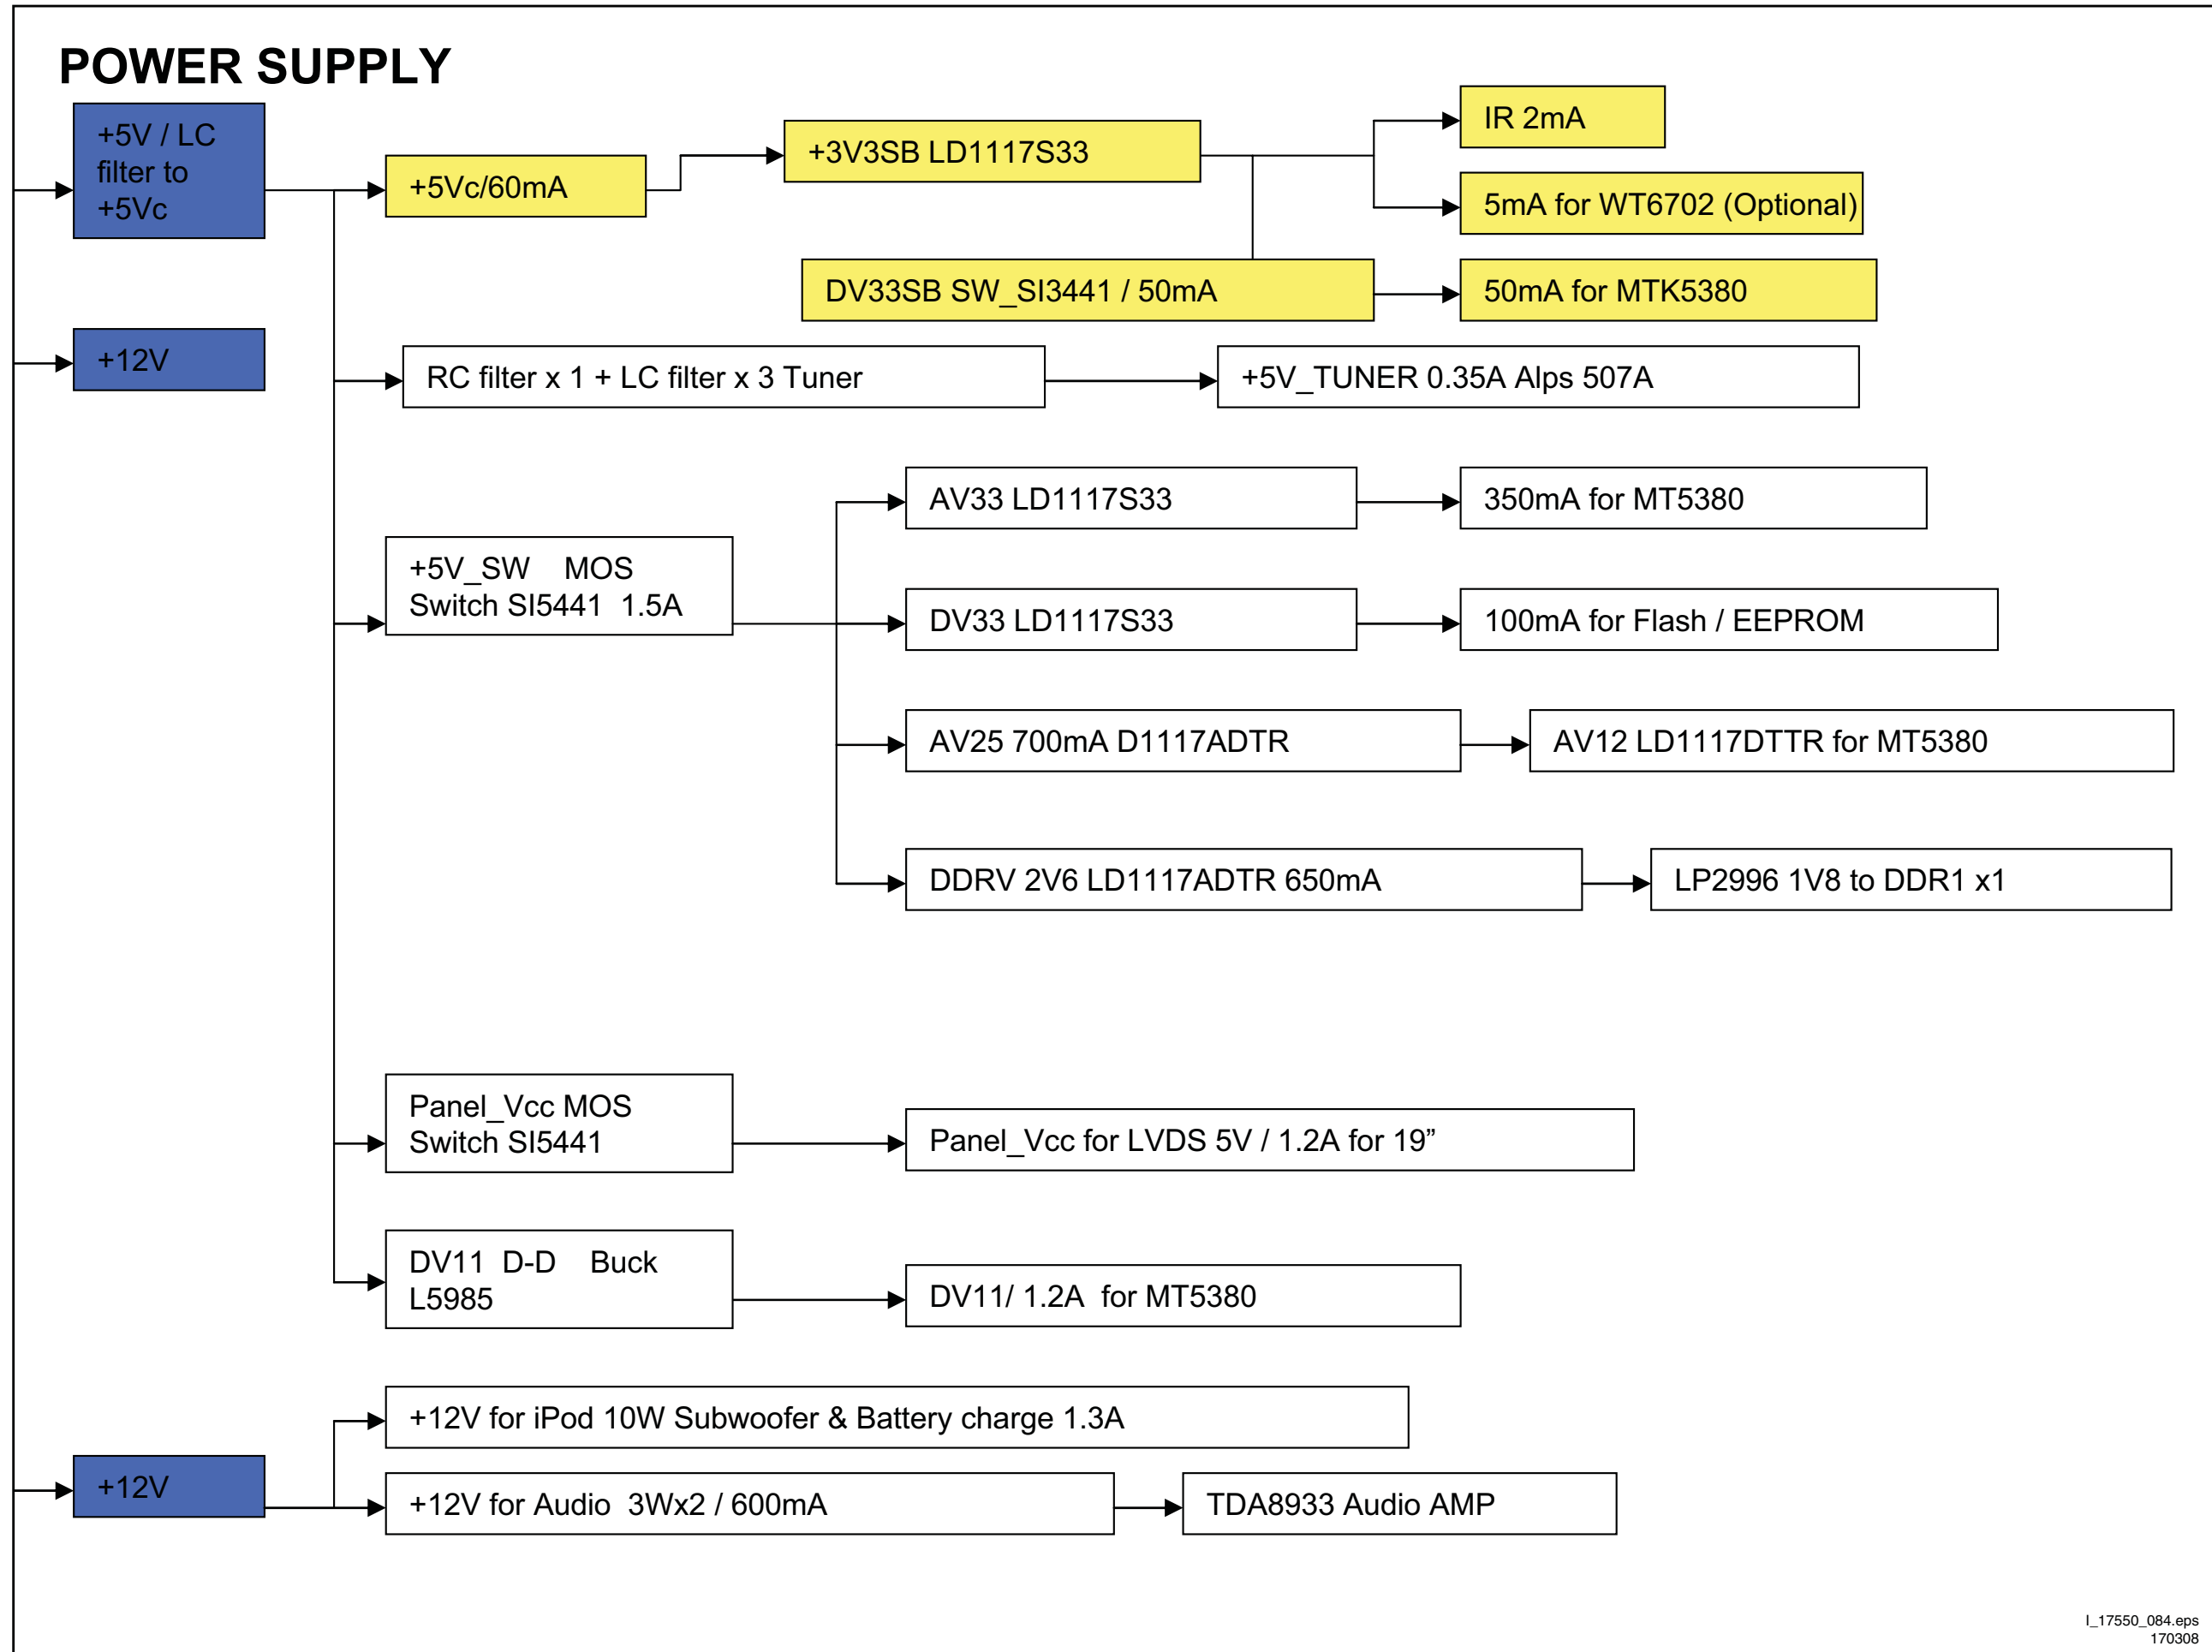 POWER SUPPLY
+5V / LC
filter to
+5Vc
+5Vc/60mA
+3V3SB LD1117S33
IR 2mA
5mA for WT6702 (Optional)
DV33SB SW_SI3441 / 50mA
50mA for MTK5380
+12V
RC filter x 1 + LC filter x 3 Tuner
+5V_TUNER 0.35A Alps 507A
+5V_SW MOS
Switch SI5441 1.5A
AV33 LD1117S33
350mA for MT5380
DV33 LD1117S33
100mA for Flash / EEPROM
AV25 700mA D1117ADTR
AV12 LD1117DTTR for MT5380
DDRV 2V6 LD1117ADTR 650mA
LP2996 1V8 to DDR1 x1
Panel_Vcc MOS
Switch SI5441
Panel_Vcc for LVDS 5V / 1.2A for 19”
DV11 D-D Buck
L5985
DV11/ 1.2A for MT5380
+12V for iPod 10W Subwoofer & Battery charge 1.3A
+12V
+12V for Audio 3Wx2 / 600mA
TDA8933 Audio AMP
I_17550_084.eps
170308